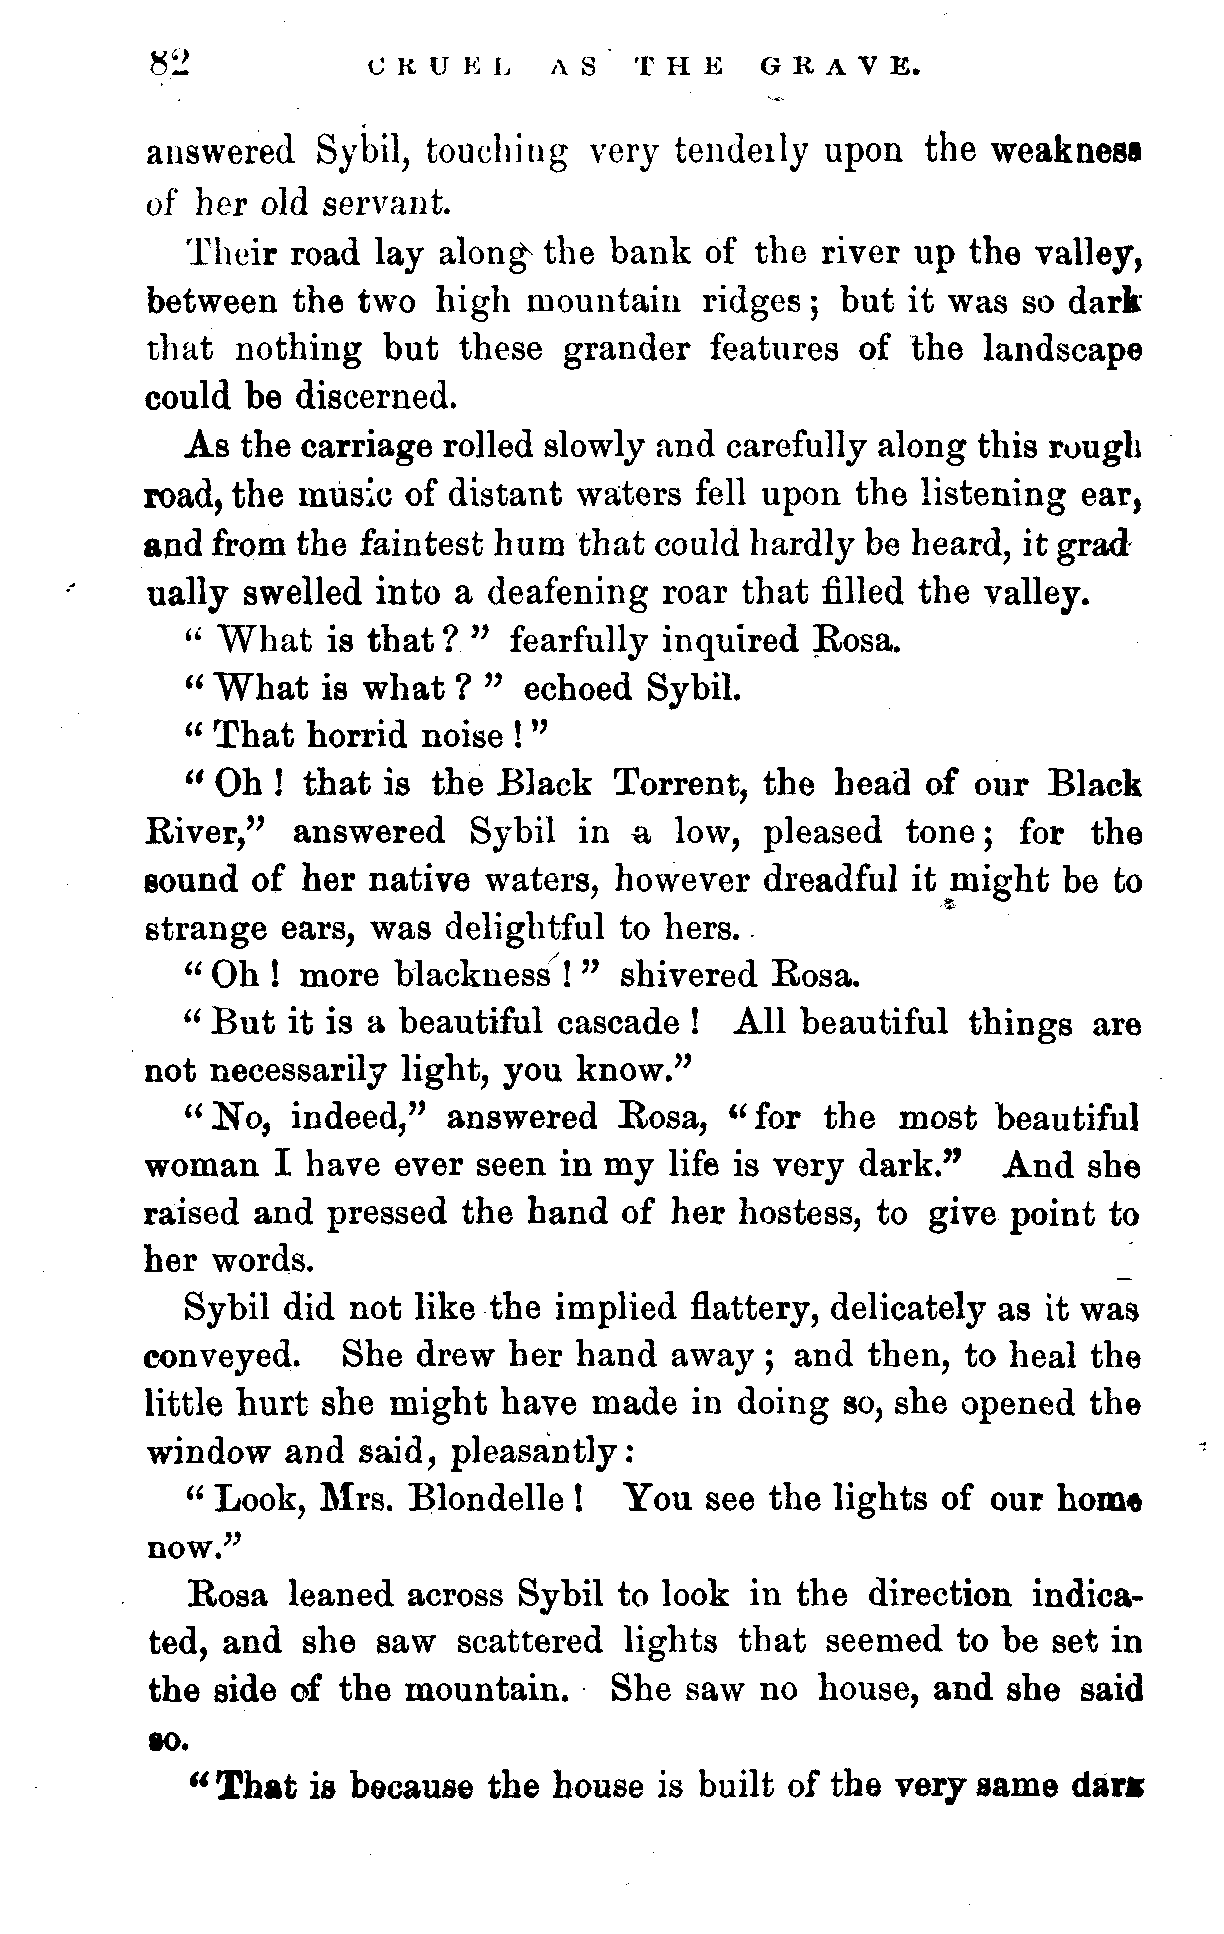 82 CRUEL AS THE GRAVE.
answered Sybil, touching very tenderly upon the weakness
of her old servant.
Their road lay along the bank of the river up the valley,
between the two high mountain ridges; but it was so dark
that nothing but these grander features of the landscape
could be discerned.
As the carriage rolled slowly and carefully along this rough
road, the music of distant waters fell upon the listening ear,
and from the faintest hum that could hardly be heard, it grad-
ually swelled into a deafening roar that filled the valley.
"What is that?" fearfully inquired Rosa.
"What is what?" echoed Sybil.
"That horrid noise!"
"Oh! that is the Black Torrent, the head of our Black
River," answered Sybil in a low, pleased tone; for the
sound of her native waters, however dreadful it might be to
strange ears, was delightful to hers.
"Oh! more blackness!" shivered Rosa.
"But it is a beautiful cascade! All beautiful things are
not necessarily light, you know."
"No, indeed," answered Rosa, "for the most beautiful
woman I have ever seen in my life is very dark." And she
raised and pressed the hand of her hostess, to give point to
her words.
Sybil did not like the implied flattery, delicately as it was
conveyed. She drew her hand away; and then, to heal the
little hurt she might have made in doing so, she opened the
window and said, pleasantly:
"Look, Mrs. Blondelle! You see the lights of our home
now."
Rosa leaned across Sybil to look in the direction indica-
ted, and she saw scattered lights that seemed to be set in
the side of the mountain. She saw no house, and she said
so.
"That is because the house is built of the very same dark